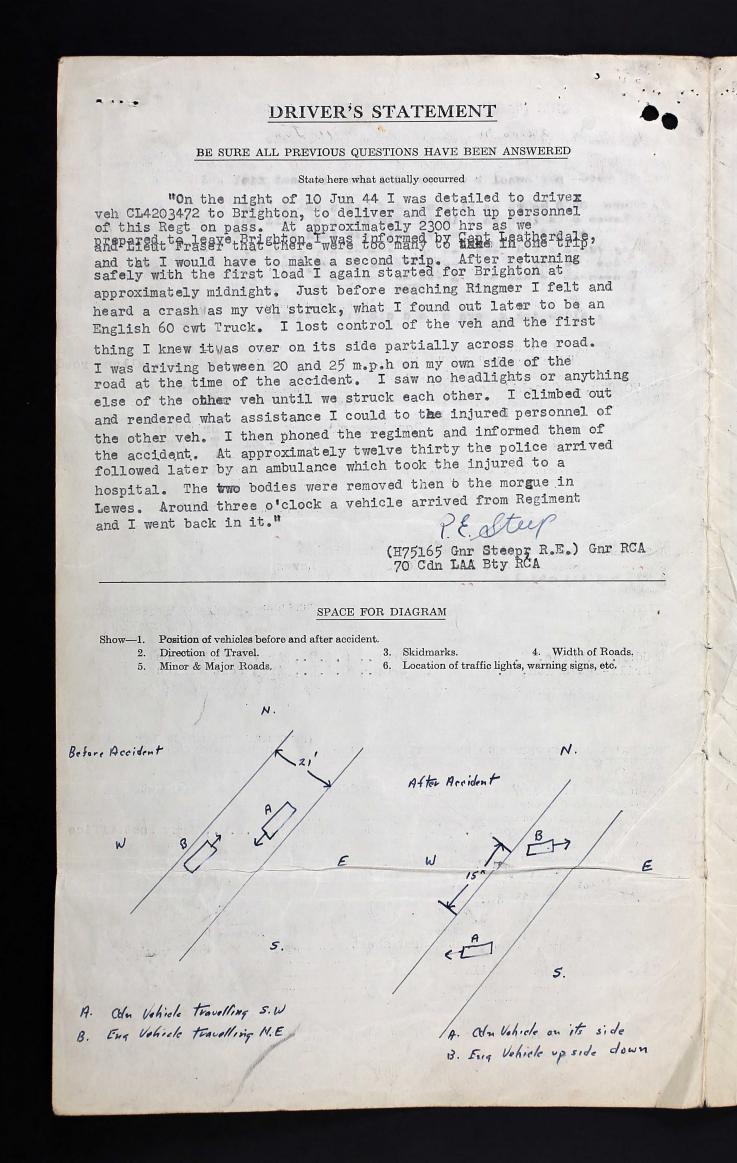 DRIVER'S STATEMENT
BE SURE ALL PREVIOUS QUESTIONS HAVE BEEN ANSWERED
State here what actually occurred
"On the night of 10 Jun 44 I was detailed to drivex
veh CL4203472 to Brighton, to deliver and fetch up personnel
of this Regt on pass. At approximately 2300 hrs as we
prepared to leave Brighton I was informed by Capt Leatherdale,
and Lieut Fraser that there were too many to take in one trip
and tht I would have to make a second trip. After returning
safely with the first load I again started for Brighton at
approximately midnight. Just before reaching Ringmer I felt and
heard a crash as my veh struck, what I found out later to be an
English 60 cwt Truck. I lost control of the veh and the first
thing I knew itwas over on its side partially across the road.
I was driving between 20 and 25 m.p.h on my own side of the
road at the time of the accident. I saw no headlights or anything
else of the other veh until we struck each other. I climbed out
and rendered what assistance I could to the injured personnel of
the other veh. I then phoned the regiment and informed them of
the accident. At approximately twelve thirty the police arrived
followed later by an ambulance which took the injured to a
hospital. The two bodies were removed then o the morgue in
Lewes. Around three o'clock a vehicle arrived from Regiment
and I went back in it."
P.E. Steep
(H75165 Gnr Steep, R.E.) Gnr RCA
70 Cdn LAA Bty RCA
SPACE FOR DIAGRAM
Show—1. Position of vehicles before and after accident.
2. Direction of Travel. 3. Skidmarks. 4. Width of Roads.
5. Minor & Major Roads. 6. Location of traffic lights, warning signs, etc.
N.
Before Accident
21'
N.
After Accident
A
B
W
E
B
W
E
15"
A
S.
S.
A. Cdn Vehicle travelling S.W
B. Eng Vehicle travelling N.E
A. Cdn Vehicle on its side
B. Eng Vehicle up side down